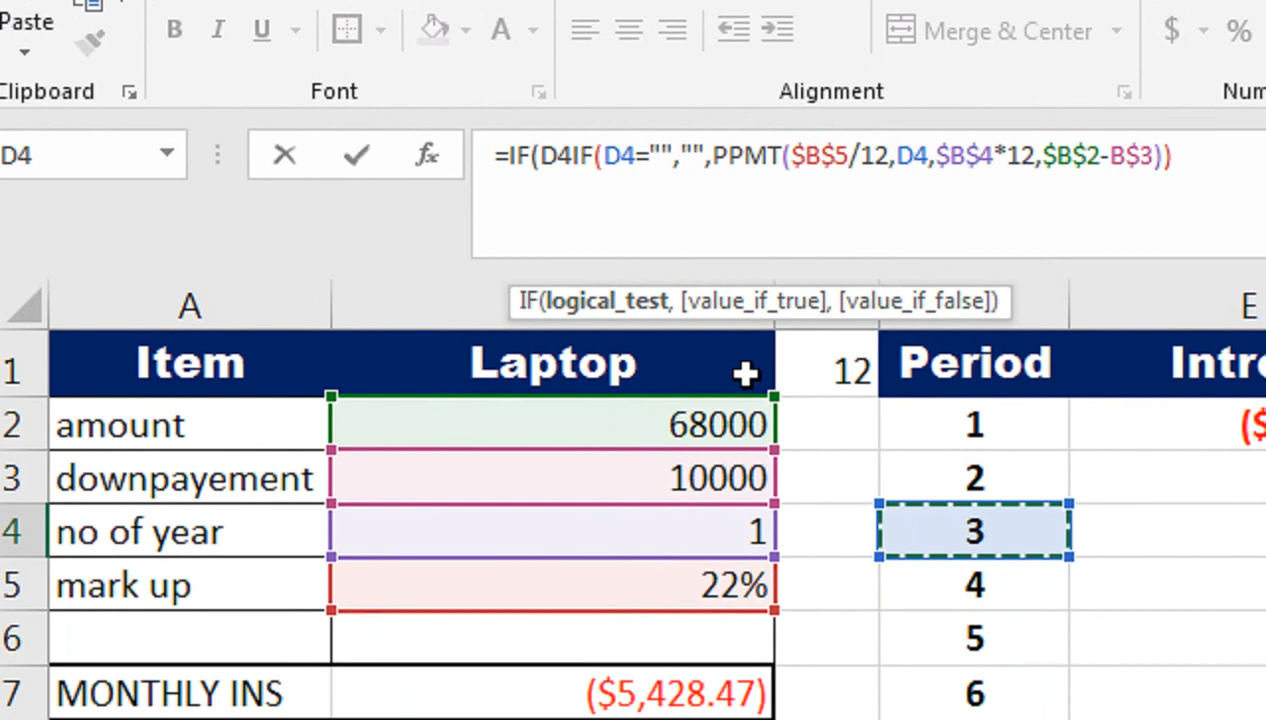 Paste
B I U A Merge & Center $ %
Clipboard Font Alignment Num
D4 fx =IF(D4IF(D4="","",PPMT($B$5/12,D4,$B$4*12,$B$2-B$3))
IF(logical_test, [value_if_true], [value_if_false])
A E
1 Item Laptop 12 Period Intre
2 amount 68000 1 ($
3 downpayement 10000 2
4 no of year 1 3
5 mark up 22% 4
6 5
7 MONTHLY INS ($5,428.47) 6